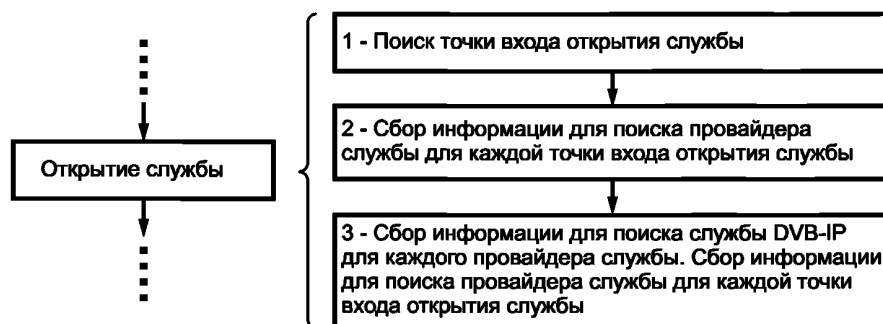 1 - Поиск точки входа открытия службы
2 - Сбор информации для поиска провайдера
службы для каждой точки входа открытия службы
Открытие службы
3 - Сбор информации для поиска службы DVB-IP
для каждого провайдера службы. Сбор информации
для поиска провайдера службы для каждой точки
входа открытия службы